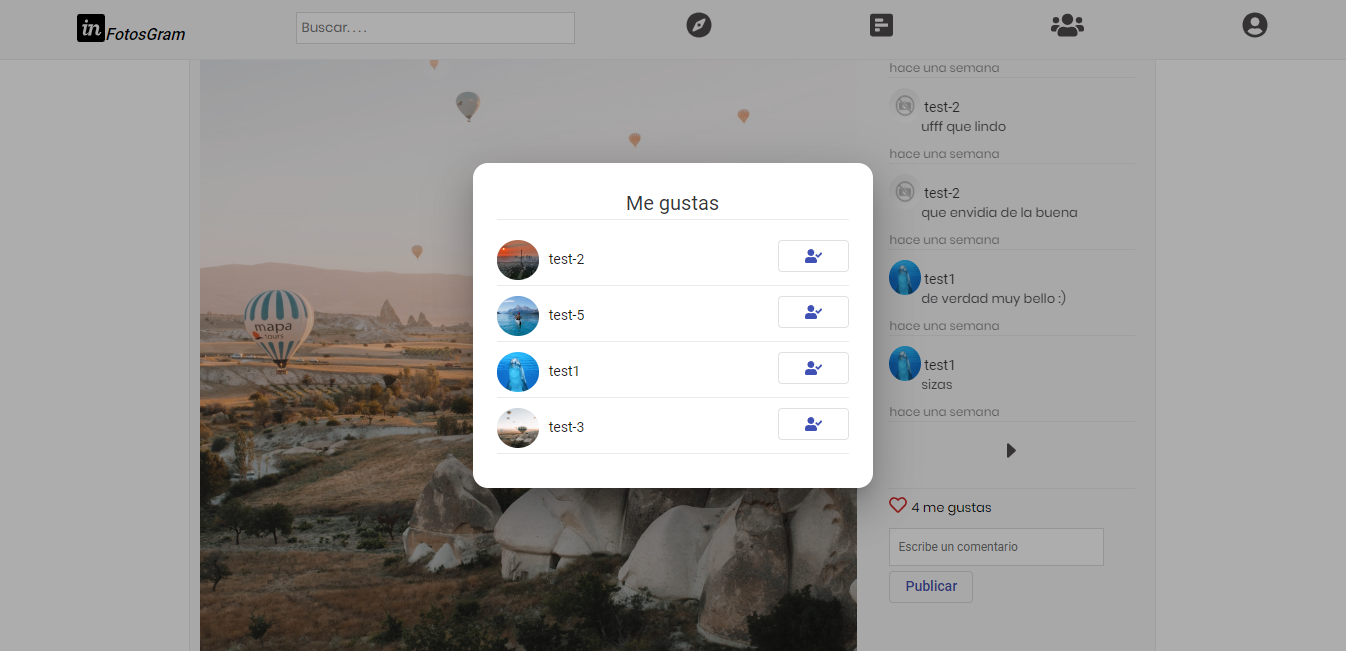 in FotosGram
Buscar....
hace una semana
test-2
ufff que lindo
hace una semana
test-2
que envidia de la buena
hace una semana
test1
de verdad muy bello :)
hace una semana
test1
sizas
hace una semana
4 me gustas
Escribe un comentario
Publicar
Me gustas
test-2
test-5
test1
test-3
mapa
tours